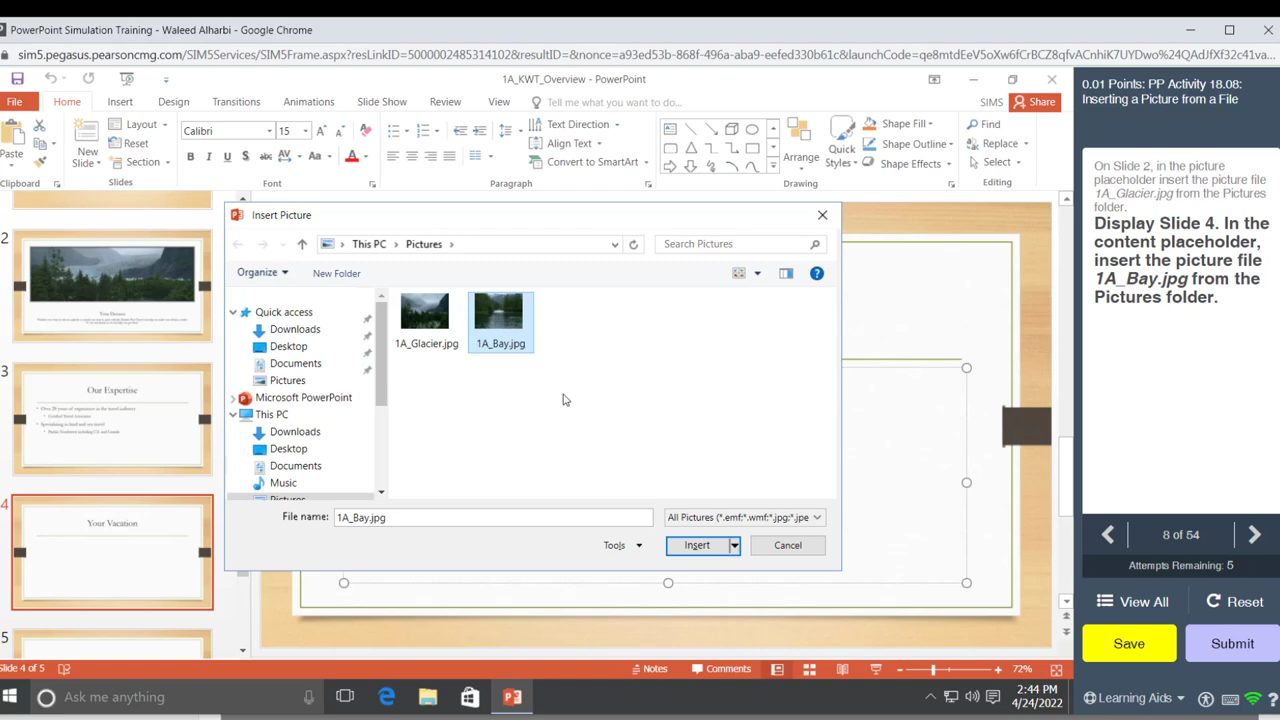 PowerPoint Simulation Training - Waleed Alharbi - Google Chrome
sim5.pegasus.pearsoncmg.com/SIM5Services/SIM5Frame.aspx?resLinkID=5000002485314102&resultID=&nonce=a93ed53b-868f-496a-aba9-eefed330b61c&launchCode=
1A_KWT_Overview - PowerPoint
File Home Insert Design Transitions Animations Slide Show Review View Tell me what you want to do... SIMS Share
Paste
New
Slide
Layout
Reset
Section
Calibri 15
B I U S abc AV Aa A
Text Direction
Align Text
Convert to SmartArt
Arrange
Quick
Styles
Shape Fill
Shape Outline
Shape Effects
Find
Replace
Select
Clipboard Slides Font Paragraph Drawing Editing
2
3
Our Expertise
4
Your Vacation
5
Insert Picture
This PC Pictures
Search Pictures
Organize New Folder
Quick access
Downloads
Desktop
Documents
Pictures
Microsoft PowerPoint
This PC
Downloads
Desktop
Documents
Music
Pictures
1A_Glacier.jpg 1A_Bay.jpg
File name: 1A_Bay.jpg All Pictures (*.emf:*.wmf:*.jpg:*.jpe
Tools Insert Cancel
0.01 Points: PP Activity 18.08:
Inserting a Picture from a File
On Slide 2, in the picture
placeholder insert the picture file
1A_Glacier.jpg from the Pictures
folder.
Display Slide 4. In the
content placeholder,
insert the picture file
1A_Bay.jpg from the
Pictures folder.
8 of 54
Attempts Remaining: 5
View All Reset
Save Submit
Learning Aids
Slide 4 of 5 Notes Comments 72%
Ask me anything
2:44 PM
4/24/2022